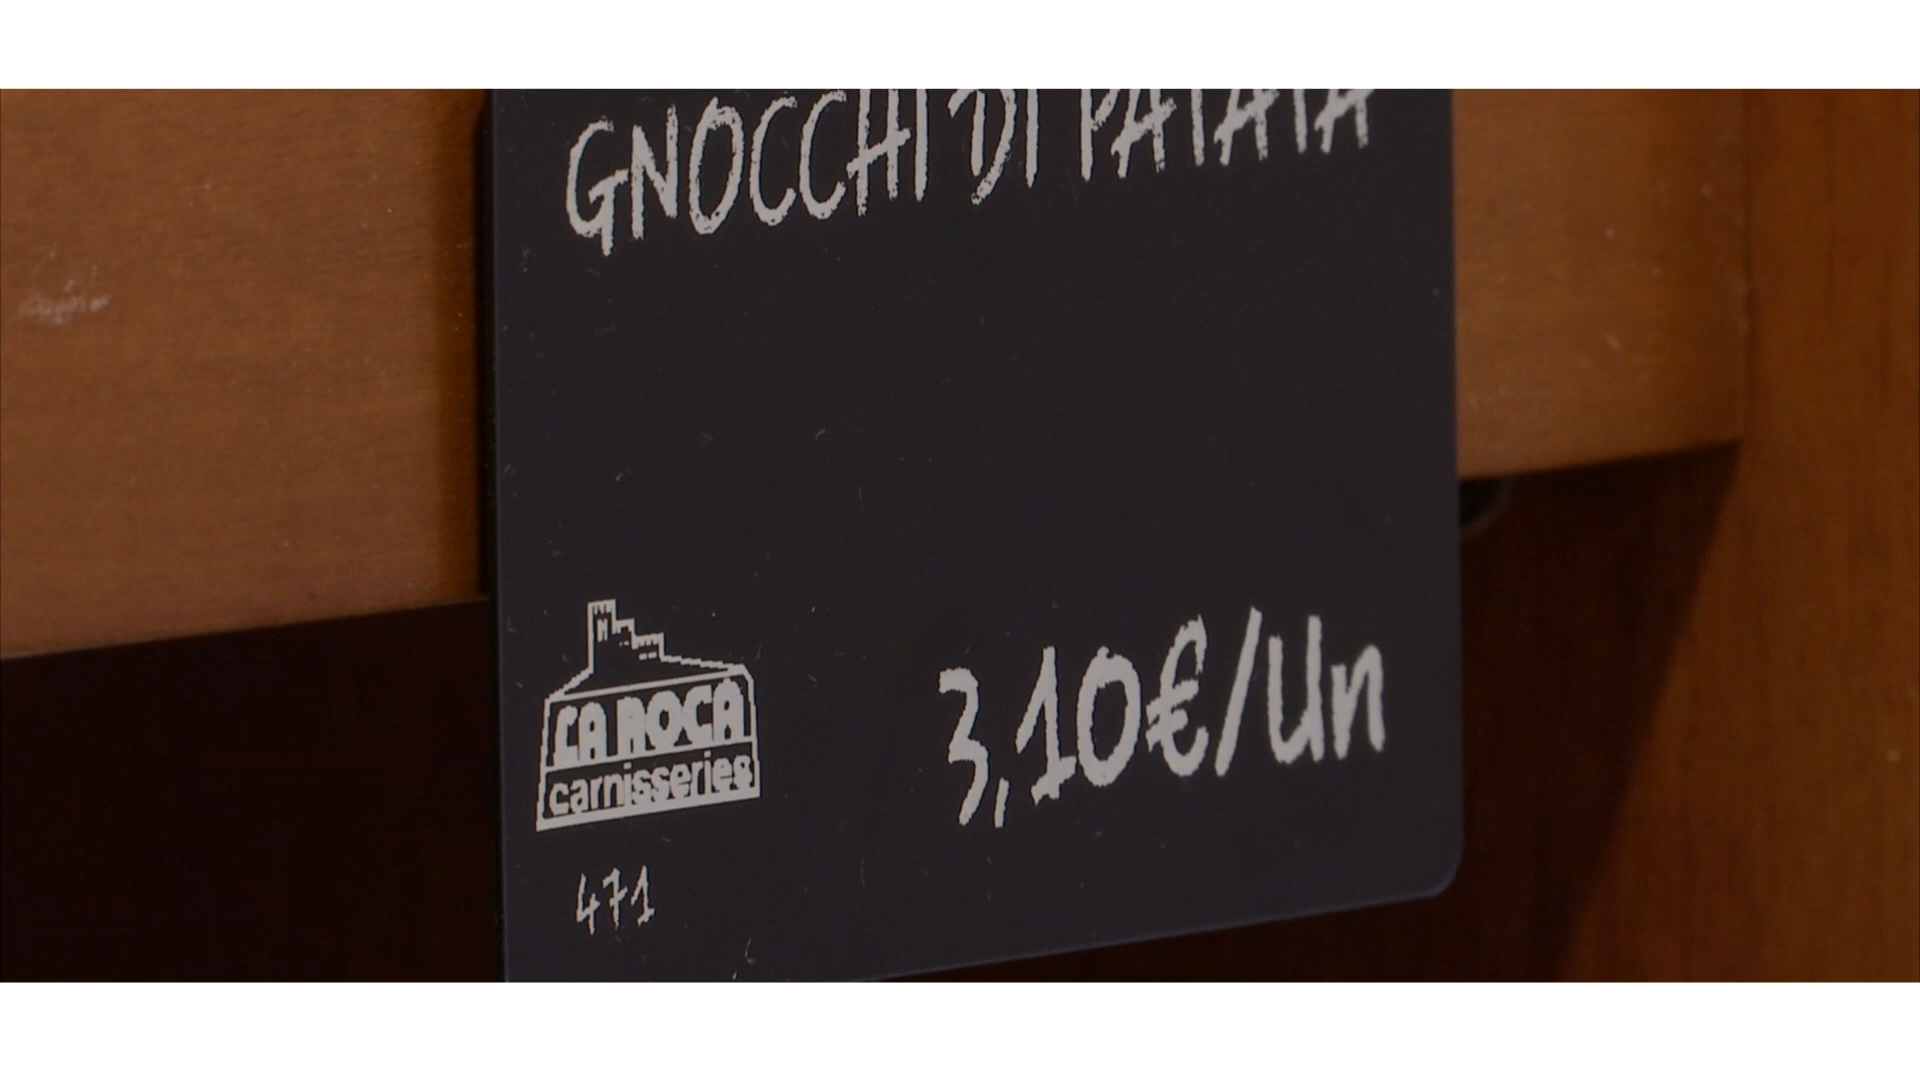 GNOCCHI DI PATATA
LA ROCA
carnisseries
3,10€/Un
471